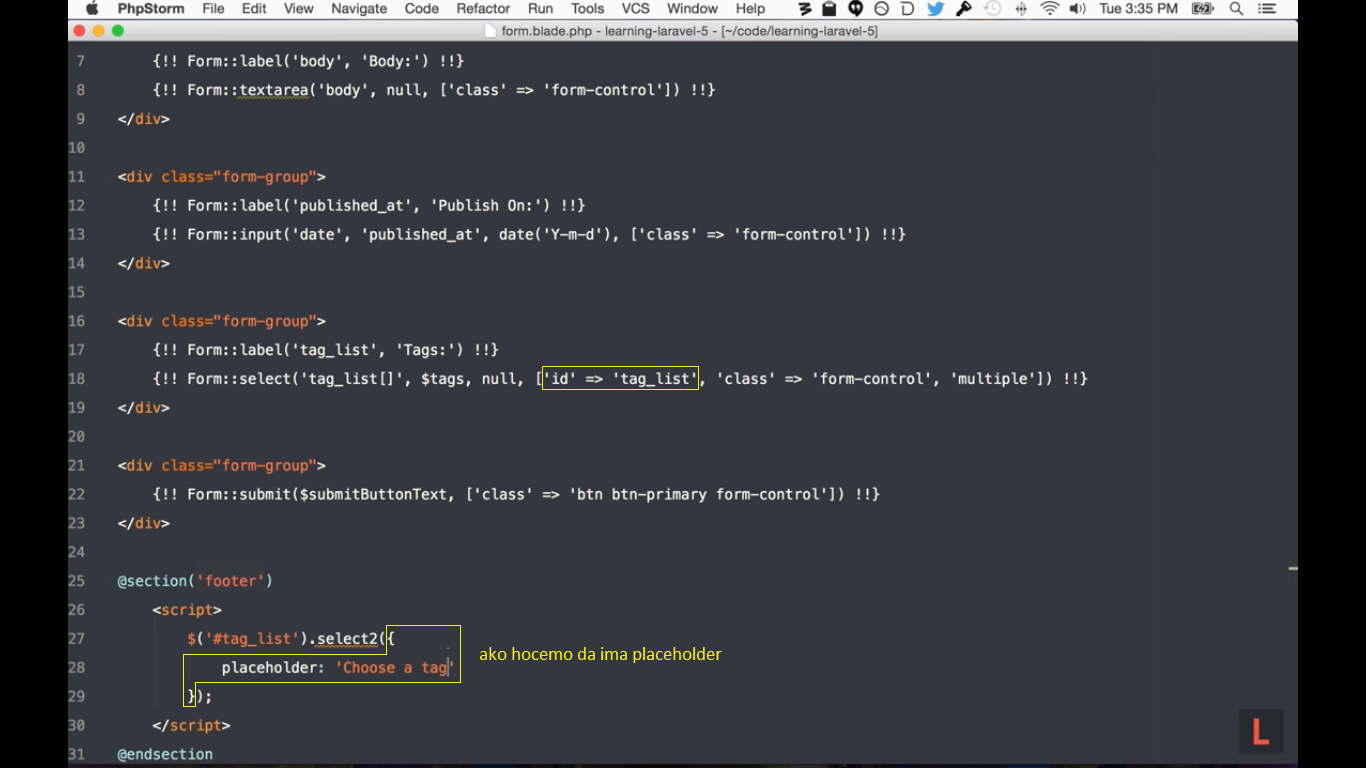 PhpStorm File Edit View Navigate Code Refactor Run Tools VCS Window Help Tue 3:35 PM
form.blade.php - learning-laravel-5 - [~/code/learning-laravel-5]
7 {!! Form::label('body', 'Body:') !!}
8 {!! Form::textarea('body', null, ['class' => 'form-control']) !!}
9 </div>
10
11 <div class="form-group">
12 {!! Form::label('published_at', 'Publish On:') !!}
13 {!! Form::input('date', 'published_at', date('Y-m-d'), ['class' => 'form-control']) !!}
14 </div>
15
16 <div class="form-group">
17 {!! Form::label('tag_list', 'Tags:') !!}
18 {!! Form::select('tag_list[]', $tags, null, ['id' => 'tag_list', 'class' => 'form-control', 'multiple']) !!}
19 </div>
20
21 <div class="form-group">
22 {!! Form::submit($submitButtonText, ['class' => 'btn btn-primary form-control']) !!}
23 </div>
24
25 @section('footer')
26 <script>
27 $('#tag_list').select2({
28 placeholder: 'Choose a tag'
ako hocemo da ima placeholder
29 });
30 </script>
31 @endsection
L